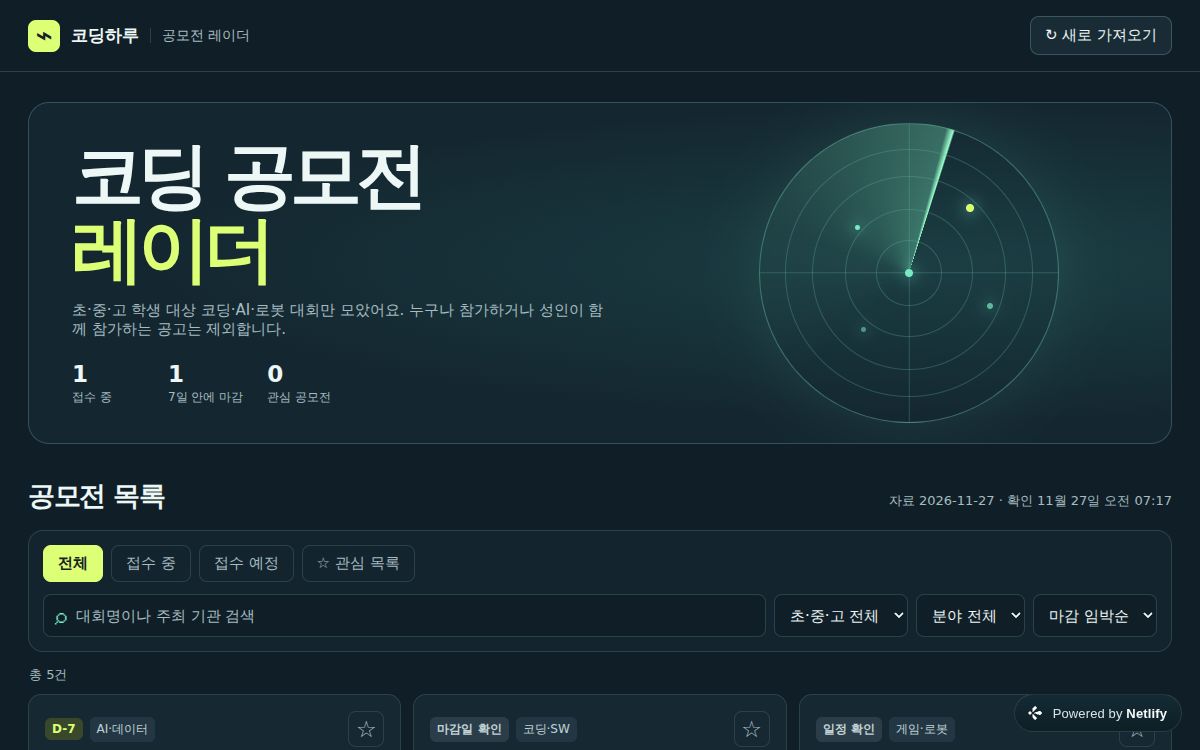 코딩하루 공모전 레이더
↻ 새로 가져오기
코딩 공모전
레이더
초·중·고 학생 대상 코딩·AI·로봇 대회만 모았어요. 누구나 참가하거나 성인이 함
께 참가하는 공고는 제외합니다.
1 1 0
접수 중 7일 안에 마감 관심 공모전
공모전 목록
자료 2026-11-27 · 확인 11월 27일 오전 07:17
전체 접수 중 접수 예정 ☆ 관심 목록
대회명이나 주최 기관 검색 초·중·고 전체 분야 전체 마감 임박순
총 5건
D-7 AI·데이터 ☆ 마감일 확인 코딩·SW ☆ 일정 확인 게임·로봇 ☆
Powered by Netlify